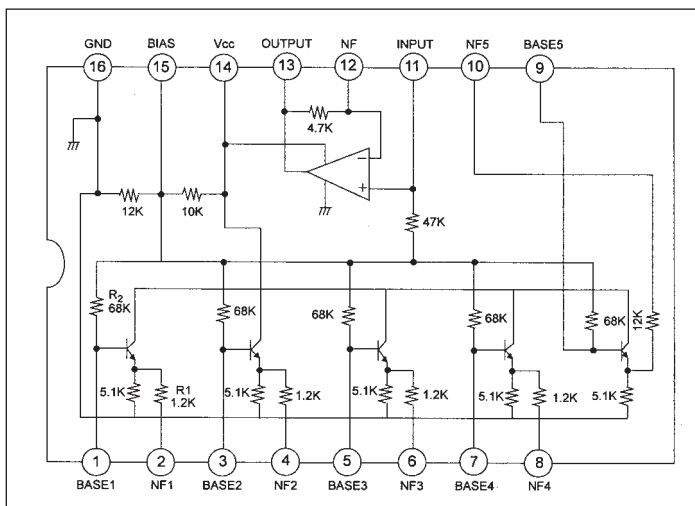 GND BIAS Vcc OUTPUT NF INPUT NF5 BASE5
16 15 14 13 12 11 10 9
4.7K
−
+
12K 10K 47K
R2
68K 68K 68K 68K 68K 12K
5.1K R1 5.1K 1.2K 5.1K 1.2K 5.1K 1.2K 5.1K
1.2K
1 2 3 4 5 6 7 8
BASE1 NF1 BASE2 NF2 BASE3 NF3 BASE4 NF4